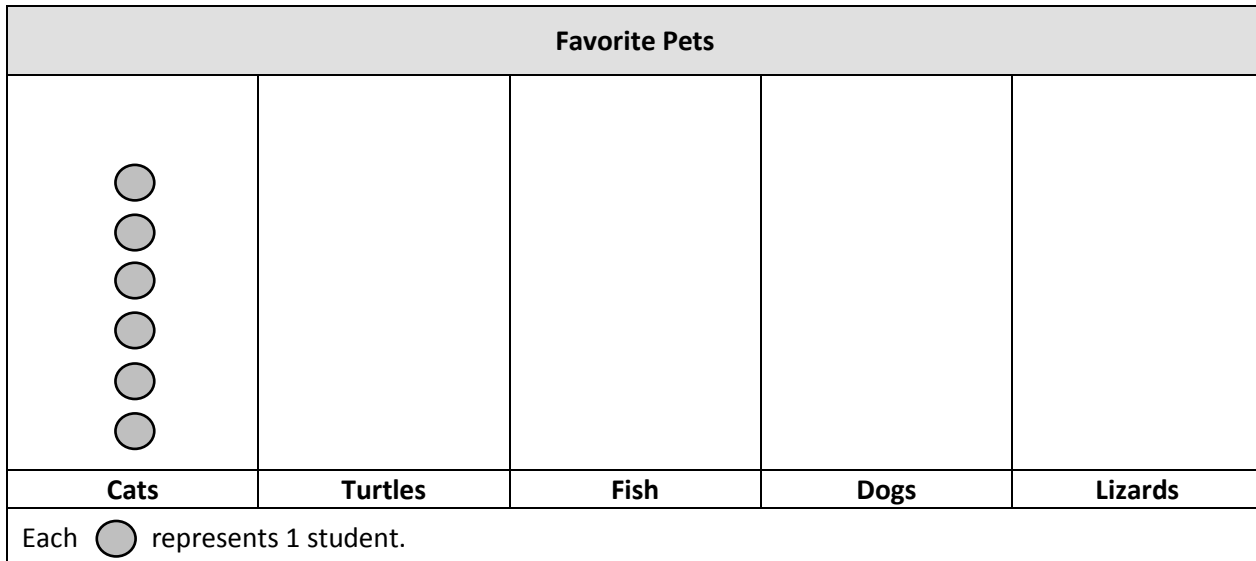 Favorite Pets
Cats Turtles Fish Dogs Lizards
Each represents 1 student.